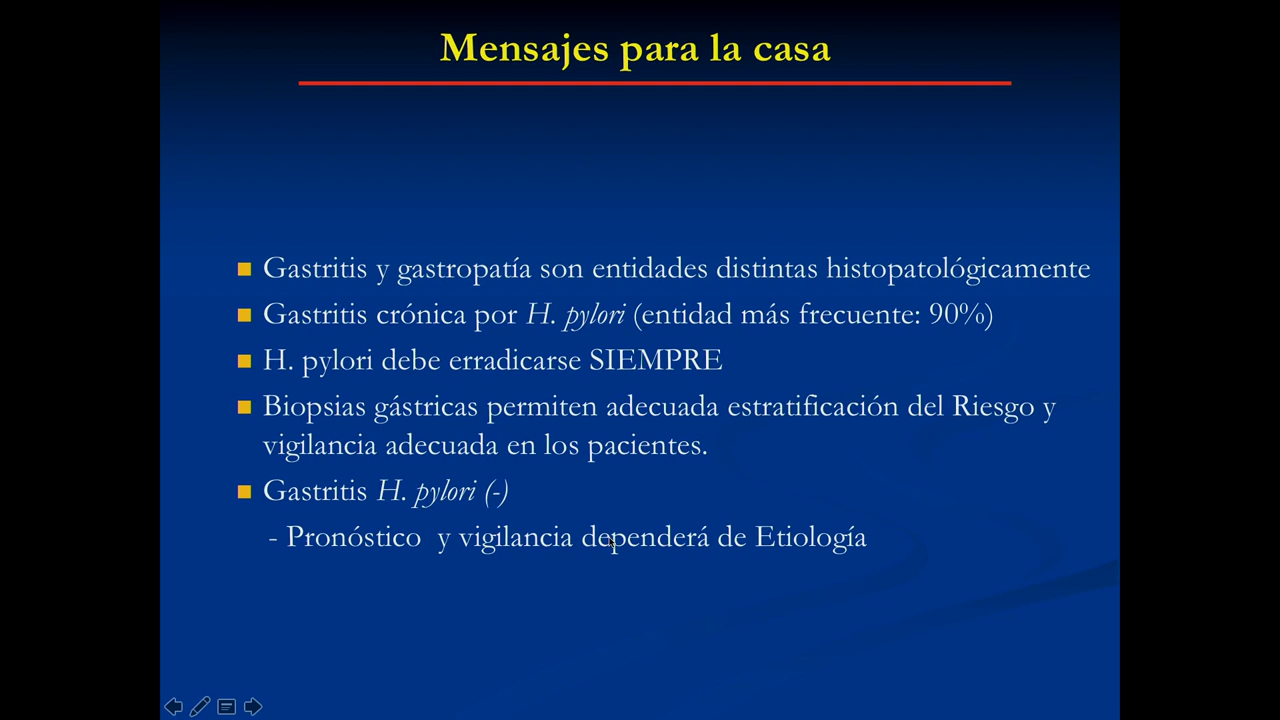 Mensajes para la casa
Gastritis y gastropatía son entidades distintas histopatológicamente
Gastritis crónica por H. pylori (entidad más frecuente: 90%)
H. pylori debe erradicarse SIEMPRE
Biopsias gástricas permiten adecuada estratificación del Riesgo y
vigilancia adecuada en los pacientes.
Gastritis H. pylori (-)
- Pronóstico y vigilancia dependerá de Etiología